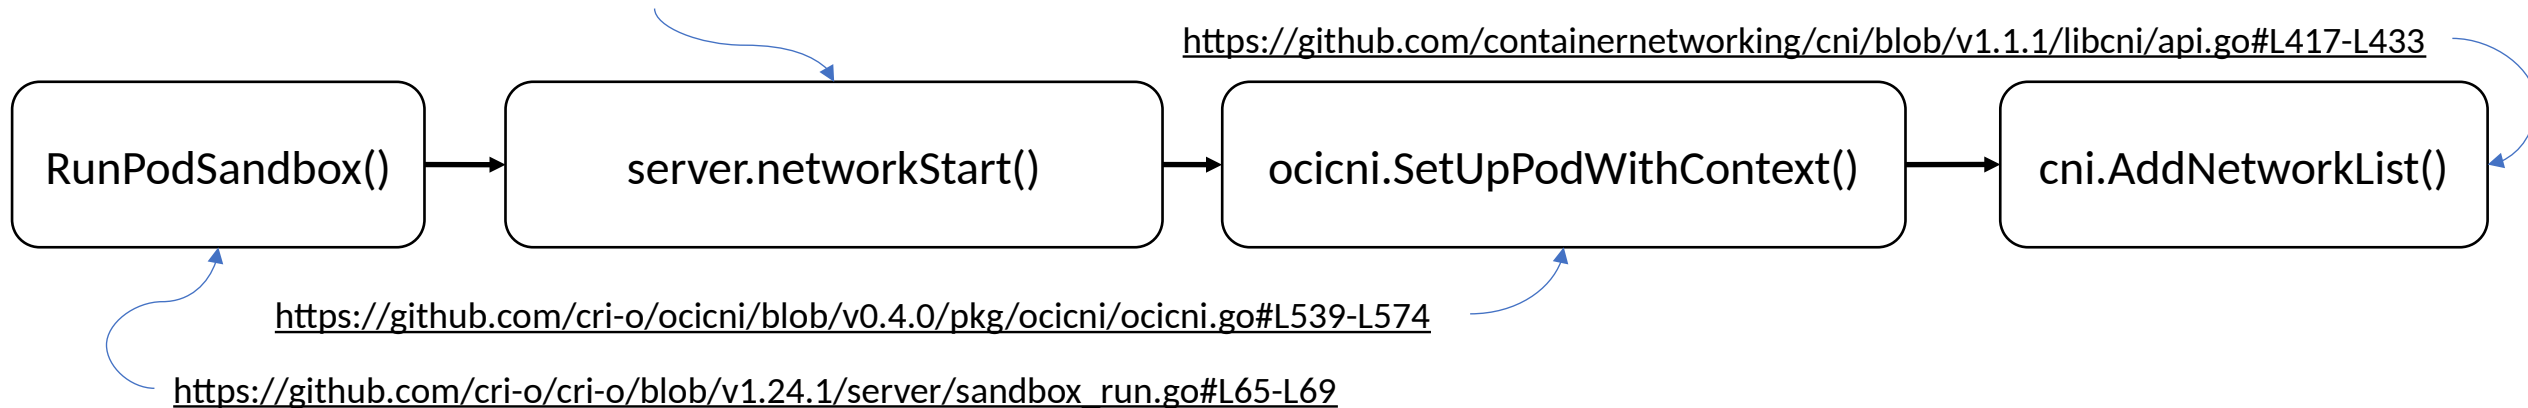 https://github.com/containernetworking/cni/blob/v1.1.1/libcni/api.go#L417-L433
RunPodSandbox()
server.networkStart()
ocicni.SetUpPodWithContext()
cni.AddNetworkList()
https://github.com/cri-o/ocicni/blob/v0.4.0/pkg/ocicni/ocicni.go#L539-L574
https://github.com/cri-o/cri-o/blob/v1.24.1/server/sandbox_run.go#L65-L69